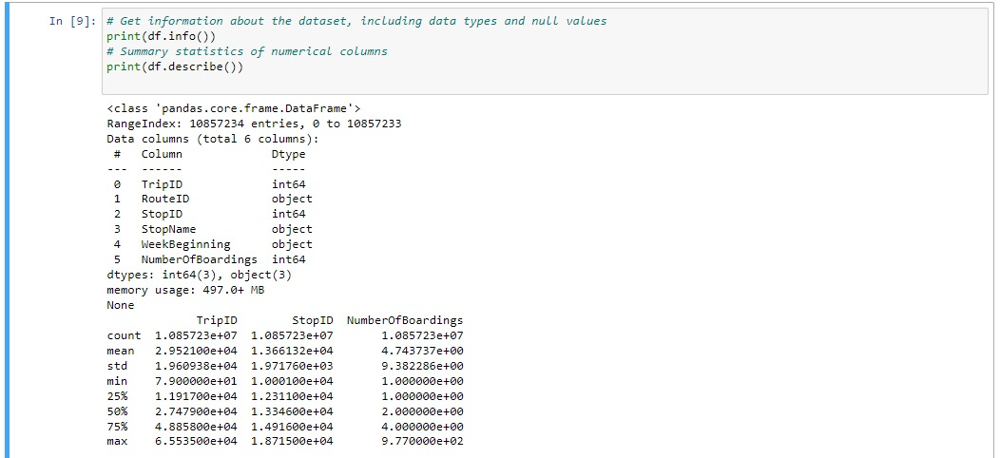 In [9]: # Get information about the dataset, including data types and null values
print(df.info())
# Summary statistics of numerical columns
print(df.describe())
<class 'pandas.core.frame.DataFrame'>
RangeIndex: 10857234 entries, 0 to 10857233
Data columns (total 6 columns):
 #   Column             Dtype
---  ------             -----
 0   TripID             int64
 1   RouteID            object
 2   StopID             int64
 3   StopName           object
 4   WeekBeginning      object
 5   NumberOfBoardings  int64
dtypes: int64(3), object(3)
memory usage: 497.0+ MB
None
             TripID        StopID  NumberOfBoardings
count  1.085723e+07  1.085723e+07       1.085723e+07
mean   2.952100e+04  1.366132e+04       4.743737e+00
std    1.960938e+04  1.971760e+03       9.382286e+00
min    7.900000e+01  1.000100e+04       1.000000e+00
25%    1.191700e+04  1.231100e+04       1.000000e+00
50%    2.747900e+04  1.334600e+04       2.000000e+00
75%    4.885800e+04  1.491600e+04       4.000000e+00
max    6.553500e+04  1.871500e+04       9.770000e+02